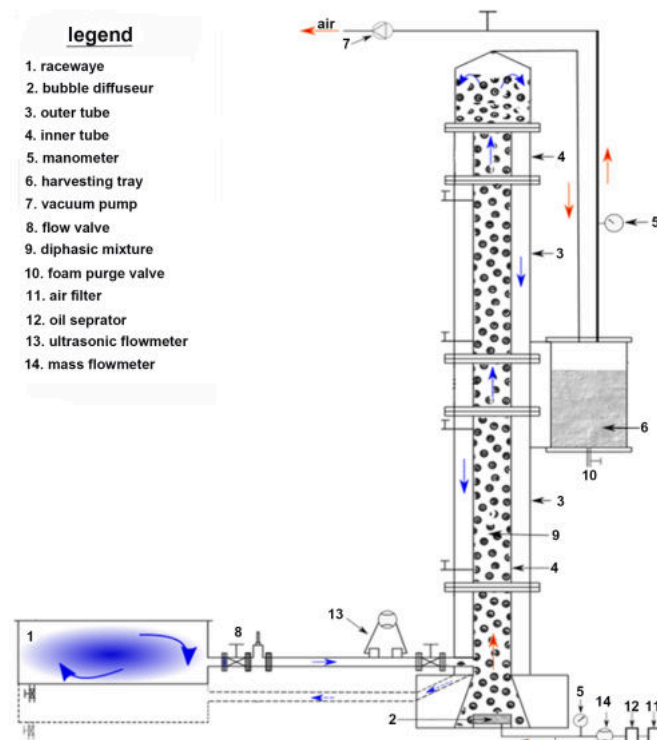 legend
1. racewaye
2. bubble diffuseur
3. outer tube
4. inner tube
5. manometer
6. harvesting tray
7. vacuum pump
8. flow valve
9. diphasic mixture
10. foam purge valve
11. air filter
12. oil seprator
13. ultrasonic flowmeter
14. mass flowmeter
air
7
4
5
3
6
10
3
9
4
13
8
1
5
14
12
11
2